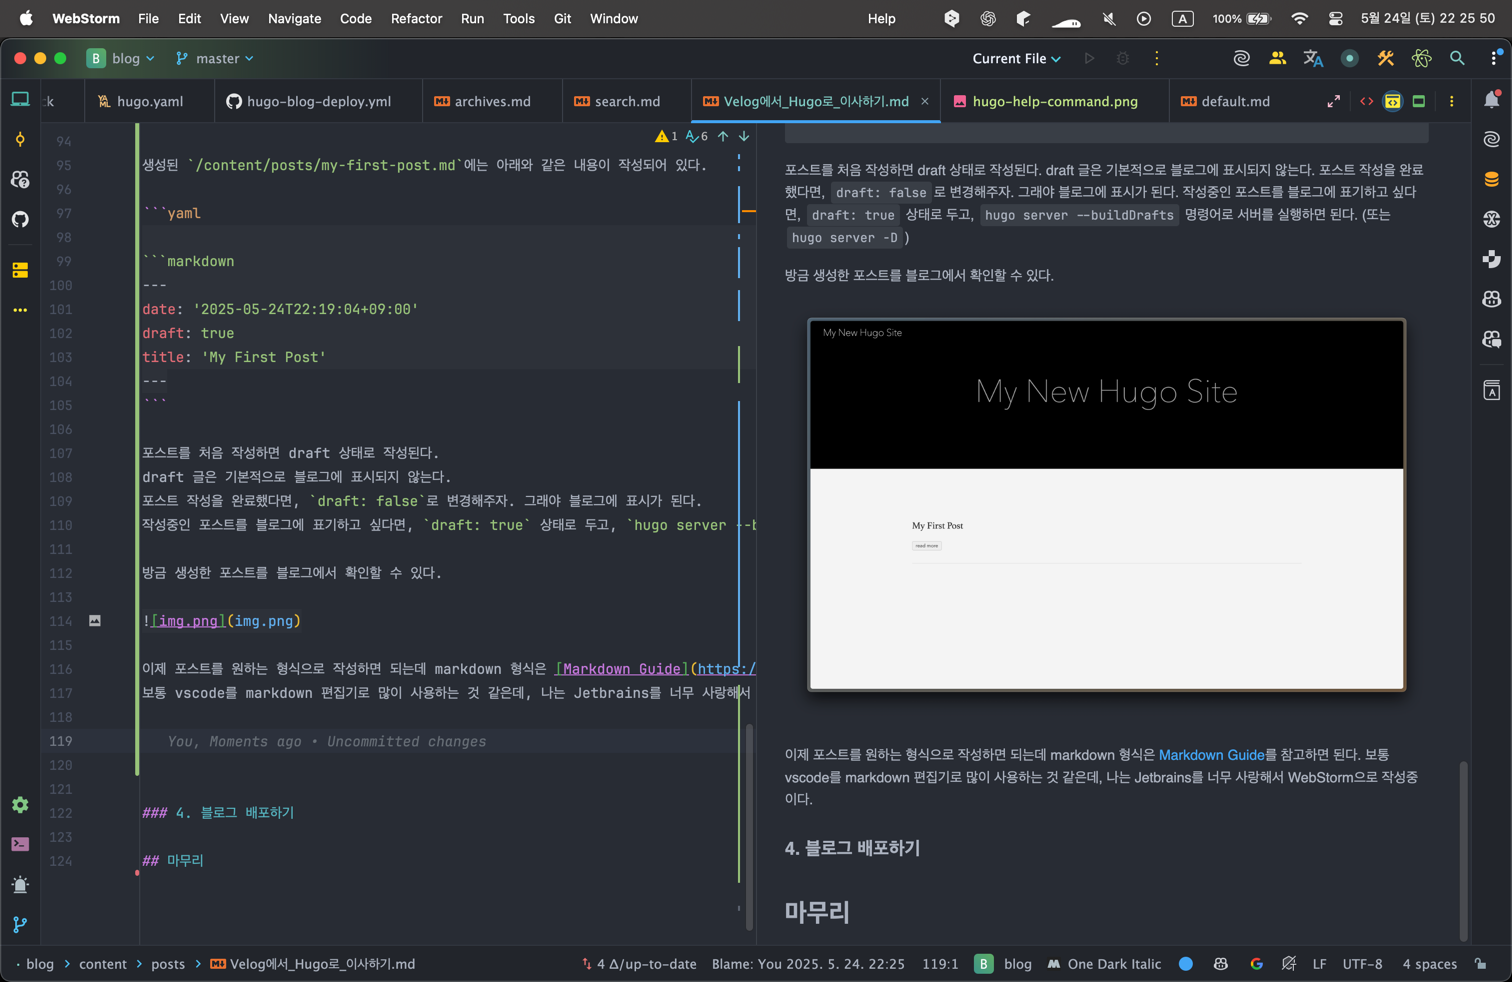 WebStorm File Edit View Navigate Code Refactor Run Tools Git Window Help A 100% 5월 24일 (토) 22 25 50
B blog master Current File
k hugo.yaml hugo-blog-deploy.yml archives.md search.md Velog에서_Hugo로_이사하기.md hugo-help-command.png default.md
1 6
94
95 생성된 `/content/posts/my-first-post.md`에는 아래와 같은 내용이 작성되어 있다.
96
97 ```yaml
98
99 ```markdown
100 ---
101 date: '2025-05-24T22:19:04+09:00'
102 draft: true
103 title: 'My First Post'
104 ---
105 ```
106
107 포스트를 처음 작성하면 draft 상태로 작성된다.
108 draft 글은 기본적으로 블로그에 표시되지 않는다.
109 포스트 작성을 완료했다면, `draft: false`로 변경해주자. 그래야 블로그에 표시가 된다.
110 작성중인 포스트를 블로그에 표기하고 싶다면, `draft: true` 상태로 두고, `hugo server --b
111
112 방금 생성한 포스트를 블로그에서 확인할 수 있다.
113
114 ![img.png](img.png)
115
116 이제 포스트를 원하는 형식으로 작성하면 되는데 markdown 형식은 [Markdown Guide](https:/
117 보통 vscode를 markdown 편집기로 많이 사용하는 것 같은데, 나는 Jetbrains를 너무 사랑해서
118
119 You, Moments ago • Uncommitted changes
120
121
122 ### 4. 블로그 배포하기
123
124 ## 마무리
포스트를 처음 작성하면 draft 상태로 작성된다. draft 글은 기본적으로 블로그에 표시되지 않는다. 포스트 작성을 완료
했다면, draft: false 로 변경해주자. 그래야 블로그에 표시가 된다. 작성중인 포스트를 블로그에 표기하고 싶다
면, draft: true 상태로 두고, hugo server --buildDrafts 명령어로 서버를 실행하면 된다. (또는
hugo server -D )
방금 생성한 포스트를 블로그에서 확인할 수 있다.
My New Hugo Site
My New Hugo Site
My First Post
read more
이제 포스트를 원하는 형식으로 작성하면 되는데 markdown 형식은 Markdown Guide를 참고하면 된다. 보통
vscode를 markdown 편집기로 많이 사용하는 것 같은데, 나는 Jetbrains를 너무 사랑해서 WebStorm으로 작성중
이다.
4. 블로그 배포하기
마무리
blog > content > posts > Velog에서_Hugo로_이사하기.md 4 Δ/up-to-date Blame: You 2025. 5. 24. 22:25 119:1 B blog One Dark Italic LF UTF-8 4 spaces